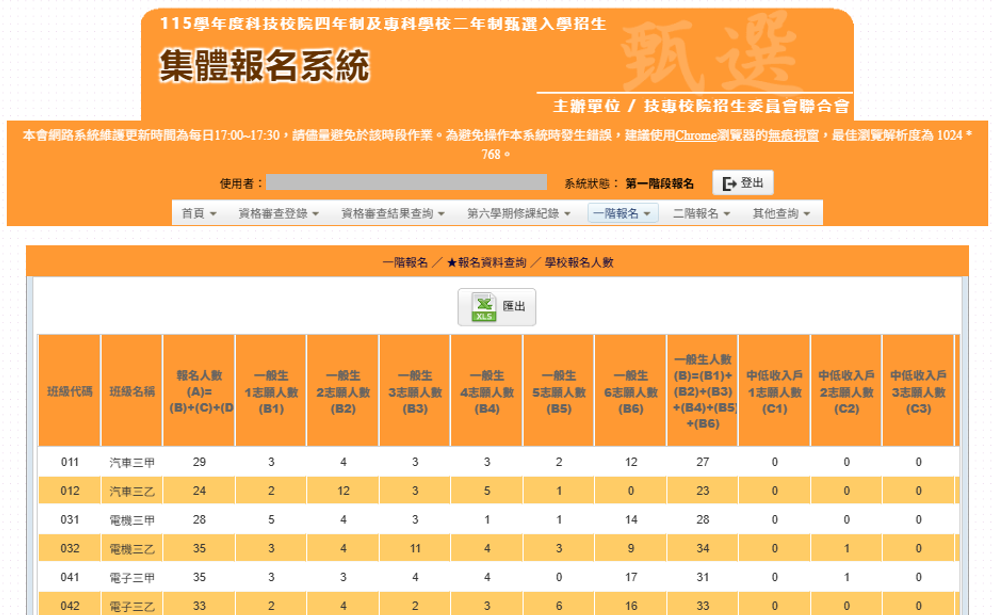 115學年度科技校院四年制及專科學校二年制甄選入學招生
甄選
集體報名系統
主辦單位 / 技專校院招生委員會聯合會
本會網路系統維護更新時間為每日17:00~17:30，請儘量避免於該時段作業。為避免操作本系統時發生錯誤，建議使用Chrome瀏覽器的無痕視窗，最佳瀏覽解析度為 1024 *
768。
使用者： 系統狀態： 第一階段報名 登出
首頁 資格審查登錄 資格審查結果查詢 第六學期修課紀錄 一階報名 二階報名 其他查詢
一階報名 ／ ★報名資料查詢 ／ 學校報名人數
XLS 匯出
班級代碼 班級名稱 報名人數 (A)= (B)+(C)+(D 一般生 1志願人數 (B1) 一般生 2志願人數 (B2) 一般生 3志願人數 (B3) 一般生 4志願人數 (B4) 一般生 5志願人數 (B5) 一般生 6志願人數 (B6) 一般生人數 (B)=(B1)+ (B2)+(B3) +(B4)+(B5) +(B6) 中低收入戶 1志願人數 (C1) 中低收入戶 2志願人數 (C2) 中低收入戶 3志願人數 (C3)
011 汽車三甲 29 3 4 3 3 2 12 27 0 0 0
012 汽車三乙 24 2 12 3 5 1 0 23 0 0 0
031 電機三甲 28 5 4 3 1 1 14 28 0 0 0
032 電機三乙 35 3 4 11 4 3 9 34 0 1 0
041 電子三甲 35 3 3 4 4 0 17 31 0 1 0
042 電子三乙 33 2 4 2 3 6 16 33 0 0 0